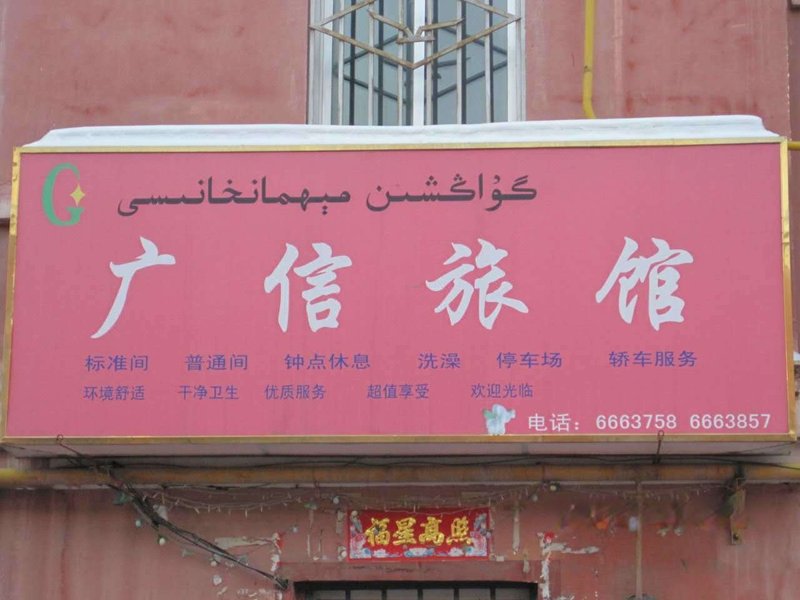 G
گۇاڭشىن مېھمانخانىسى
广信旅馆
标准间 普通间 钟点休息 洗澡 停车场 轿车服务
环境舒适 干净卫生 优质服务 超值享受 欢迎光临
电话：6663758 6663857
福星高照